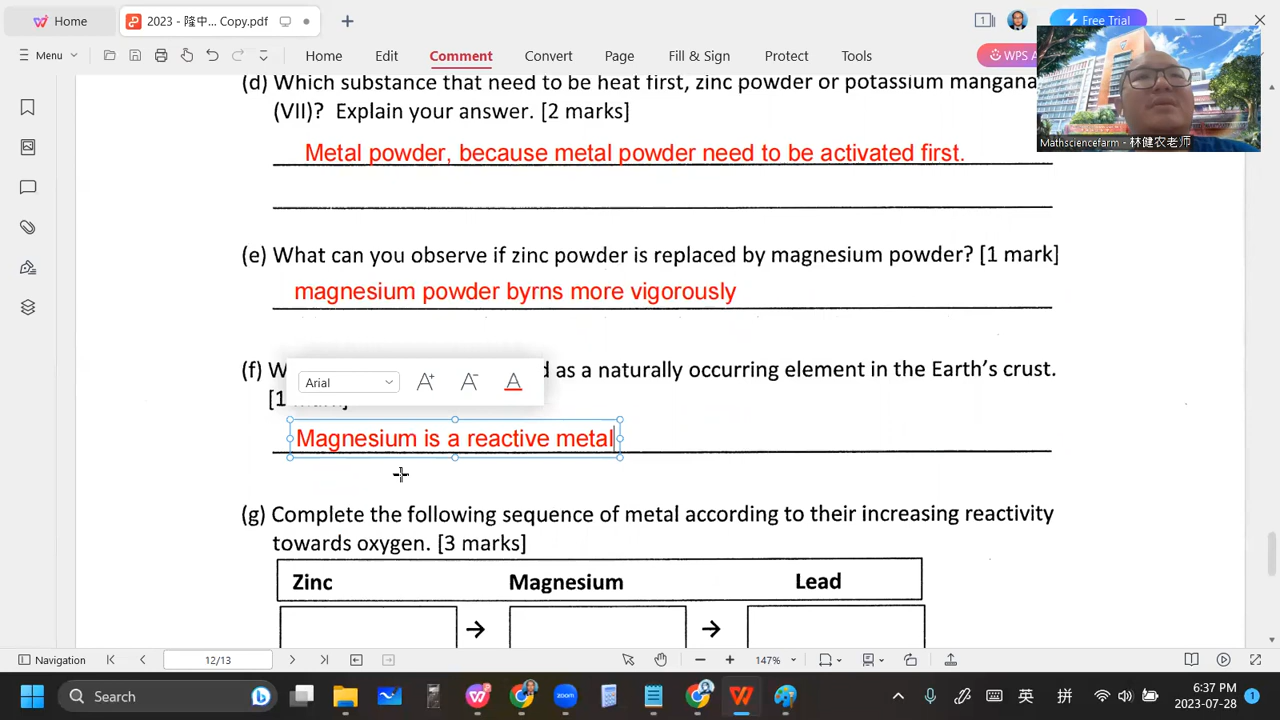 Home
2023 - 隆中... Copy.pdf
1
Free Trial
Menu
Home Edit Comment Convert Page Fill & Sign Protect Tools
WPS
(d) Which substance that need to be heat first, zinc powder or potassium mangana
(VII)? Explain your answer. [2 marks]
Metal powder, because metal powder need to be activated first.
Mathsciencefarm - 林健农老师
(e) What can you observe if zinc powder is replaced by magnesium powder? [1 mark]
magnesium powder byrns more vigorously
(f) W d as a naturally occurring element in the Earth's crust.
Arial
Magnesium is a reactive metal
(g) Complete the following sequence of metal according to their increasing reactivity
towards oxygen. [3 marks]
Zinc Magnesium Lead
→ →
Navigation
12/13
147%
Search
英 拼
6:37 PM
2023-07-28
1